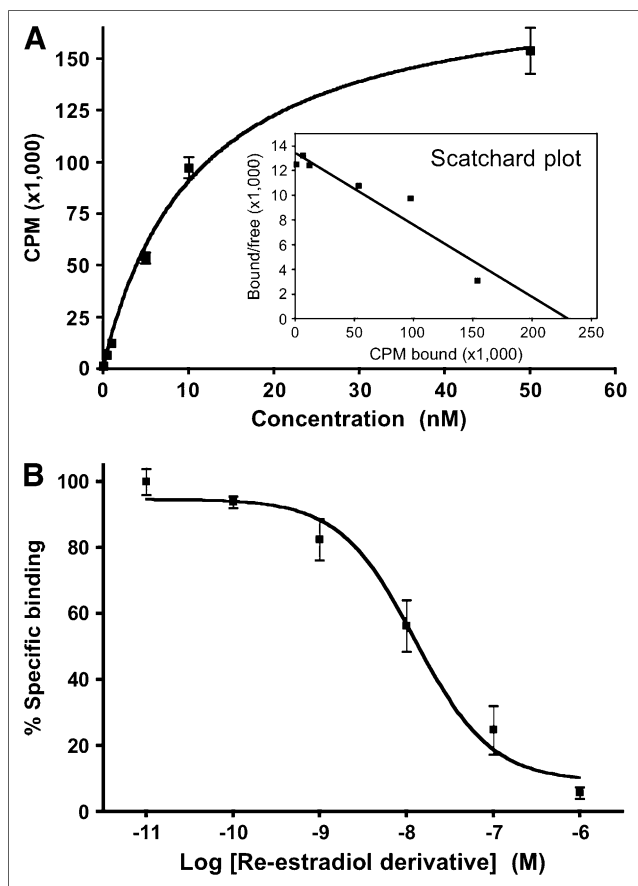 A
CPM (x1,000)
150
125
100
75
50
25
0
0 10 20 30 40 50 60
Concentration (nM)
Scatchard plot
Bound/free (x1,000)
14
12
10
8
6
4
2
0
0 50 100 150 200 250
CPM bound (x1,000)
B
% Specific binding
100
80
60
40
20
0
-11 -10 -9 -8 -7 -6
Log [Re-estradiol derivative] (M)